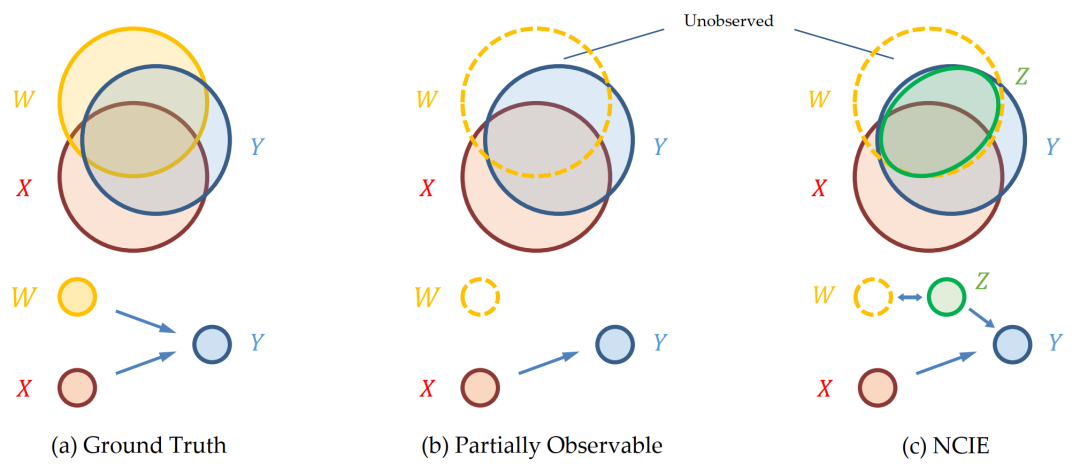 Unobserved
W
Y
X
W
Y
X
Z
W
Y
X
W
Y
X
W
Y
X
W
Z
Y
X
(a) Ground Truth
(b) Partially Observable
(c) NCIE